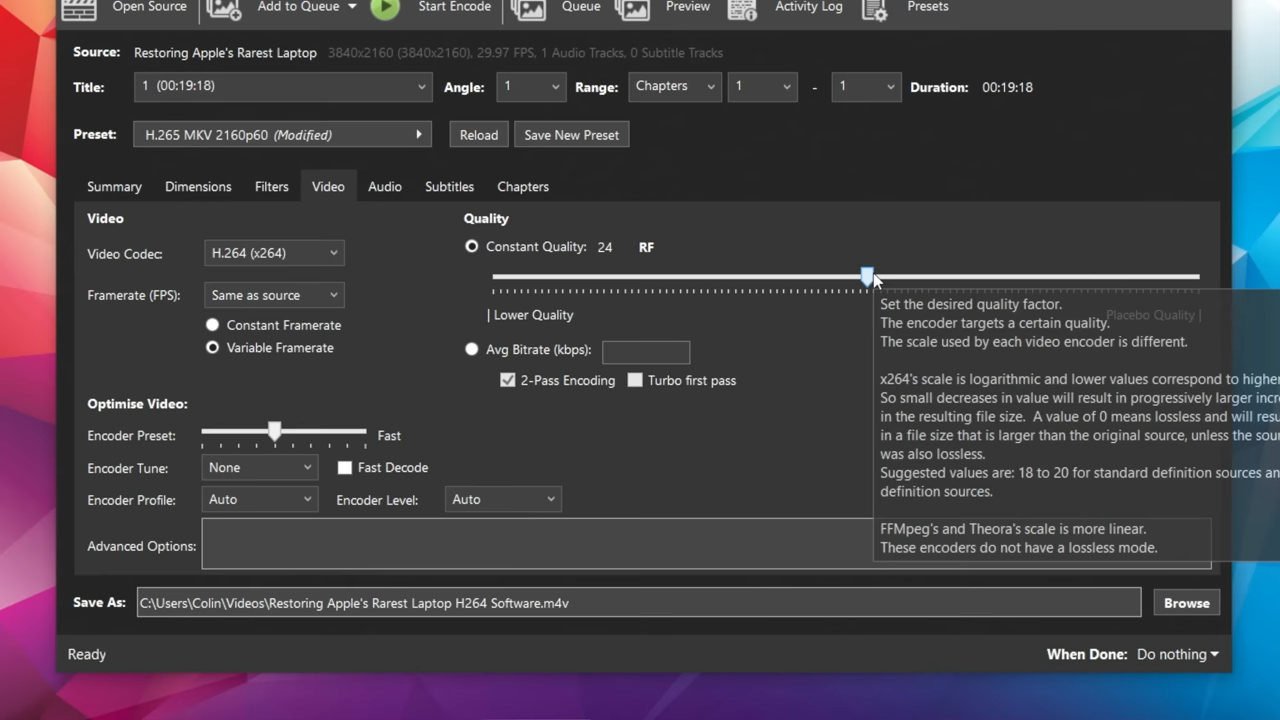 Open Source Add to Queue Start Encode Queue Preview Activity Log Presets
Source: Restoring Apple's Rarest Laptop 3840x2160 (3840x2160), 29.97 FPS, 1 Audio Tracks, 0 Subtitle Tracks
Title: 1 (00:19:18) Angle: 1 Range: Chapters 1 - 1 Duration: 00:19:18
Preset: H.265 MKV 2160p60 (Modified) Reload Save New Preset
Summary Dimensions Filters Video Audio Subtitles Chapters
Video Quality
Video Codec: H.264 (x264) Constant Quality: 24 RF
Framerate (FPS): Same as source
| Lower Quality Placebo Quality |
Constant Framerate
Variable Framerate Avg Bitrate (kbps):
2-Pass Encoding Turbo first pass
Optimise Video:
Encoder Preset: Fast
Encoder Tune: None Fast Decode
Encoder Profile: Auto Encoder Level: Auto
Advanced Options:
Set the desired quality factor.
The encoder targets a certain quality.
The scale used by each video encoder is different.
x264's scale is logarithmic and lower values correspond to higher
So small decreases in value will result in progressively larger incre
in the resulting file size. A value of 0 means lossless and will resu
in a file size that is larger than the original source, unless the sour
was also lossless.
Suggested values are: 18 to 20 for standard definition sources an
definition sources.
FFMpeg's and Theora's scale is more linear.
These encoders do not have a lossless mode.
Save As: C:\Users\Colin\Videos\Restoring Apple's Rarest Laptop H264 Software.m4v Browse
Ready When Done: Do nothing